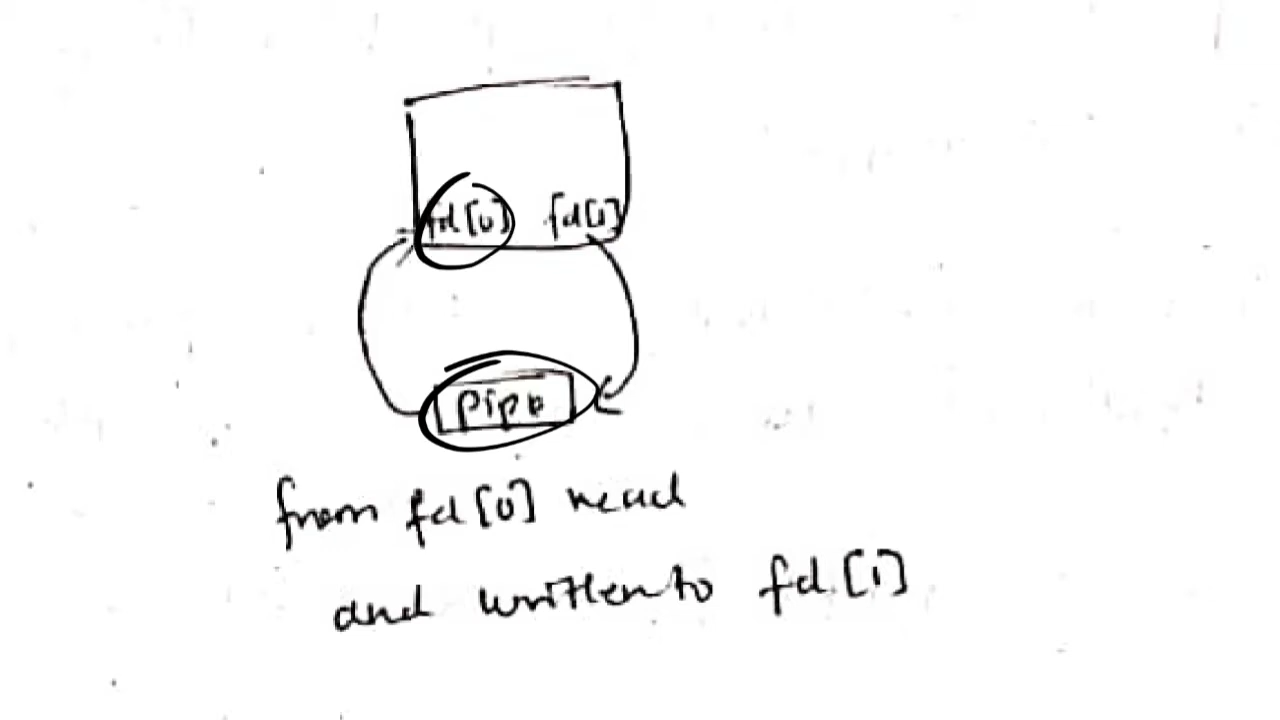 fd[0] fd[1]
pipe
from fd[0] read
and written to fd[1]